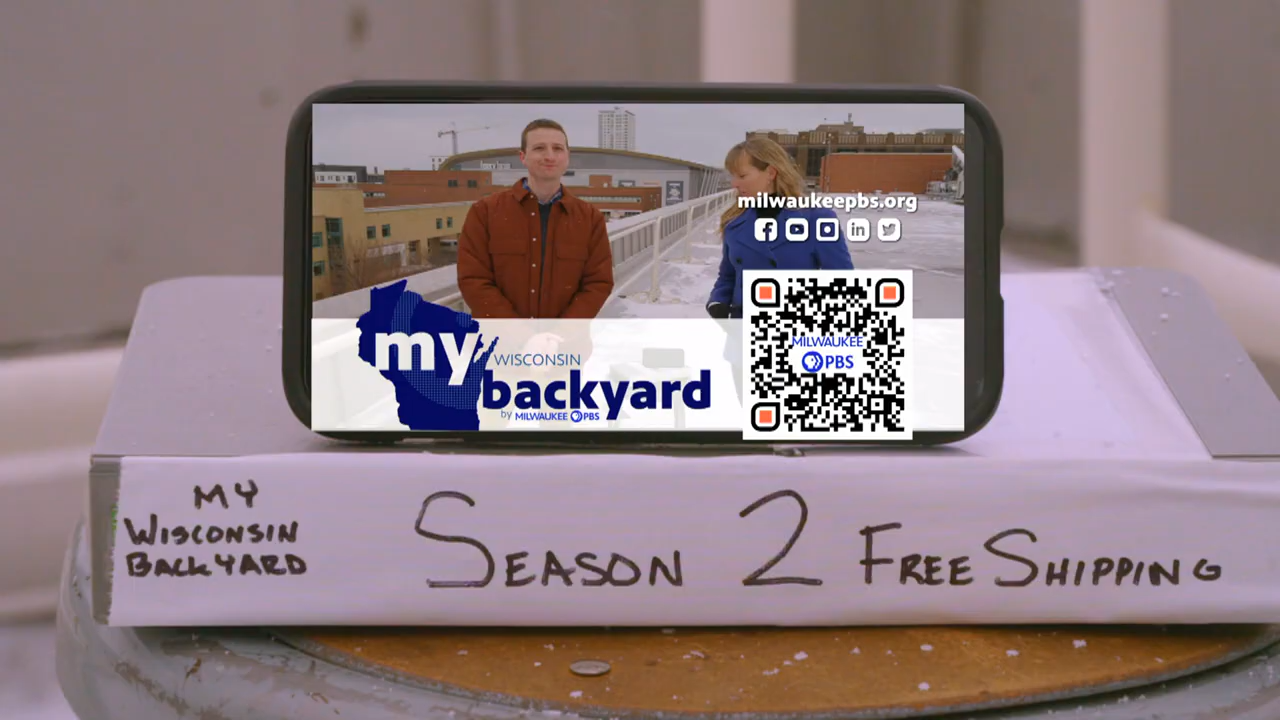 milwaukeepbs.org
my
WISCONSIN
backyard
by MILWAUKEE PBS
MILWAUKEE
PBS
MY
WISCONSIN
BACKYARD
SEASON 2 FREE SHIPPING